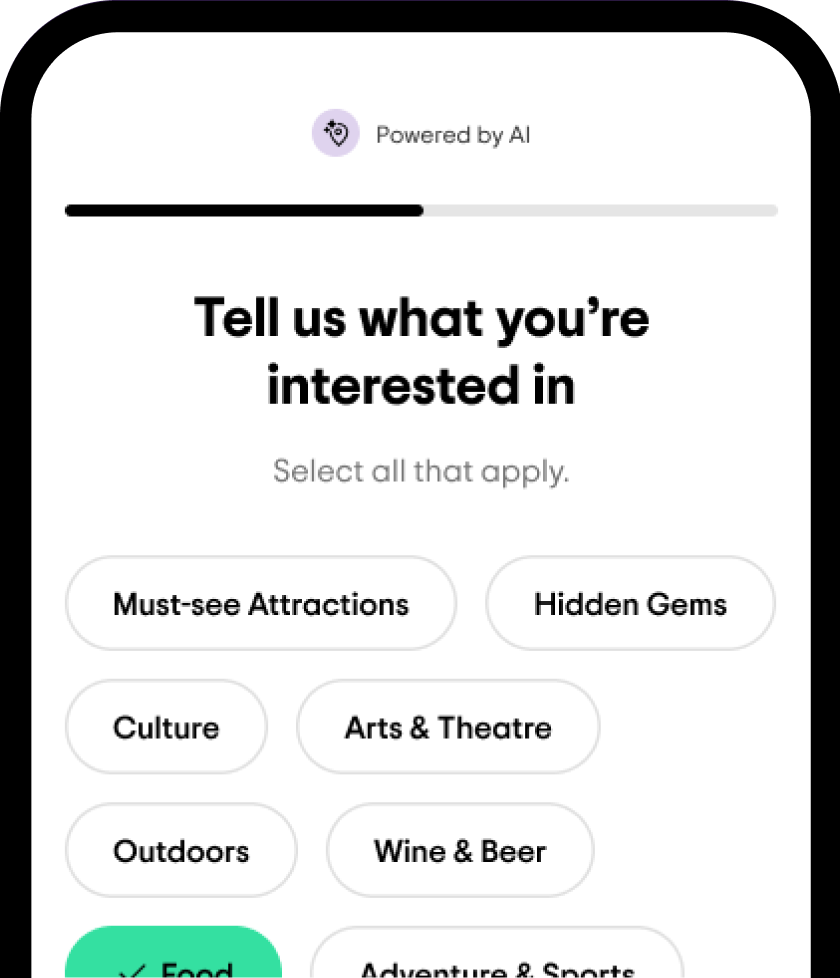 Powered by AI
Tell us what you’re
interested in
Select all that apply.
Must-see Attractions
Hidden Gems
Culture
Arts & Theatre
Outdoors
Wine & Beer
Food
Adventure & Sports